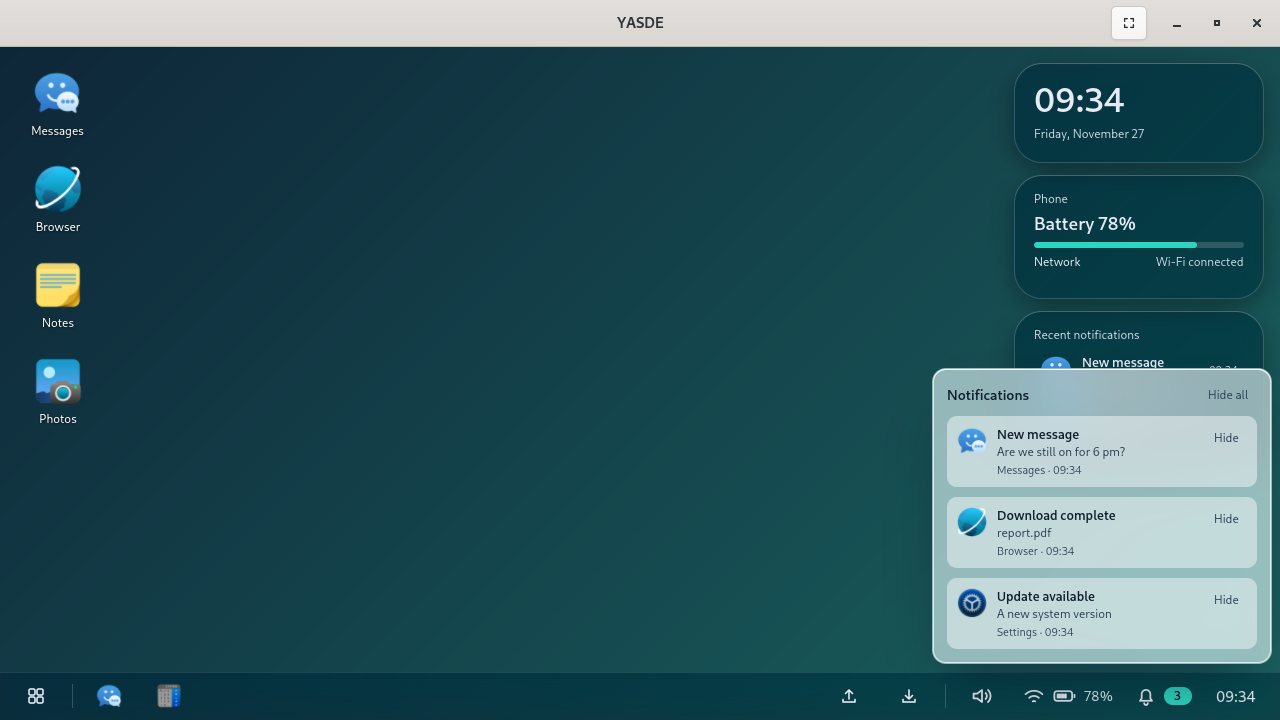 YASDE
Messages
Browser
Notes
Photos
09:34
Friday, November 27
Phone
Battery 78%
Network Wi-Fi connected
Recent notifications
New message
Notifications Hide all
New message Hide
Are we still on for 6 pm?
Messages · 09:34
Download complete Hide
report.pdf
Browser · 09:34
Update available Hide
A new system version
Settings · 09:34
78% 3 09:34